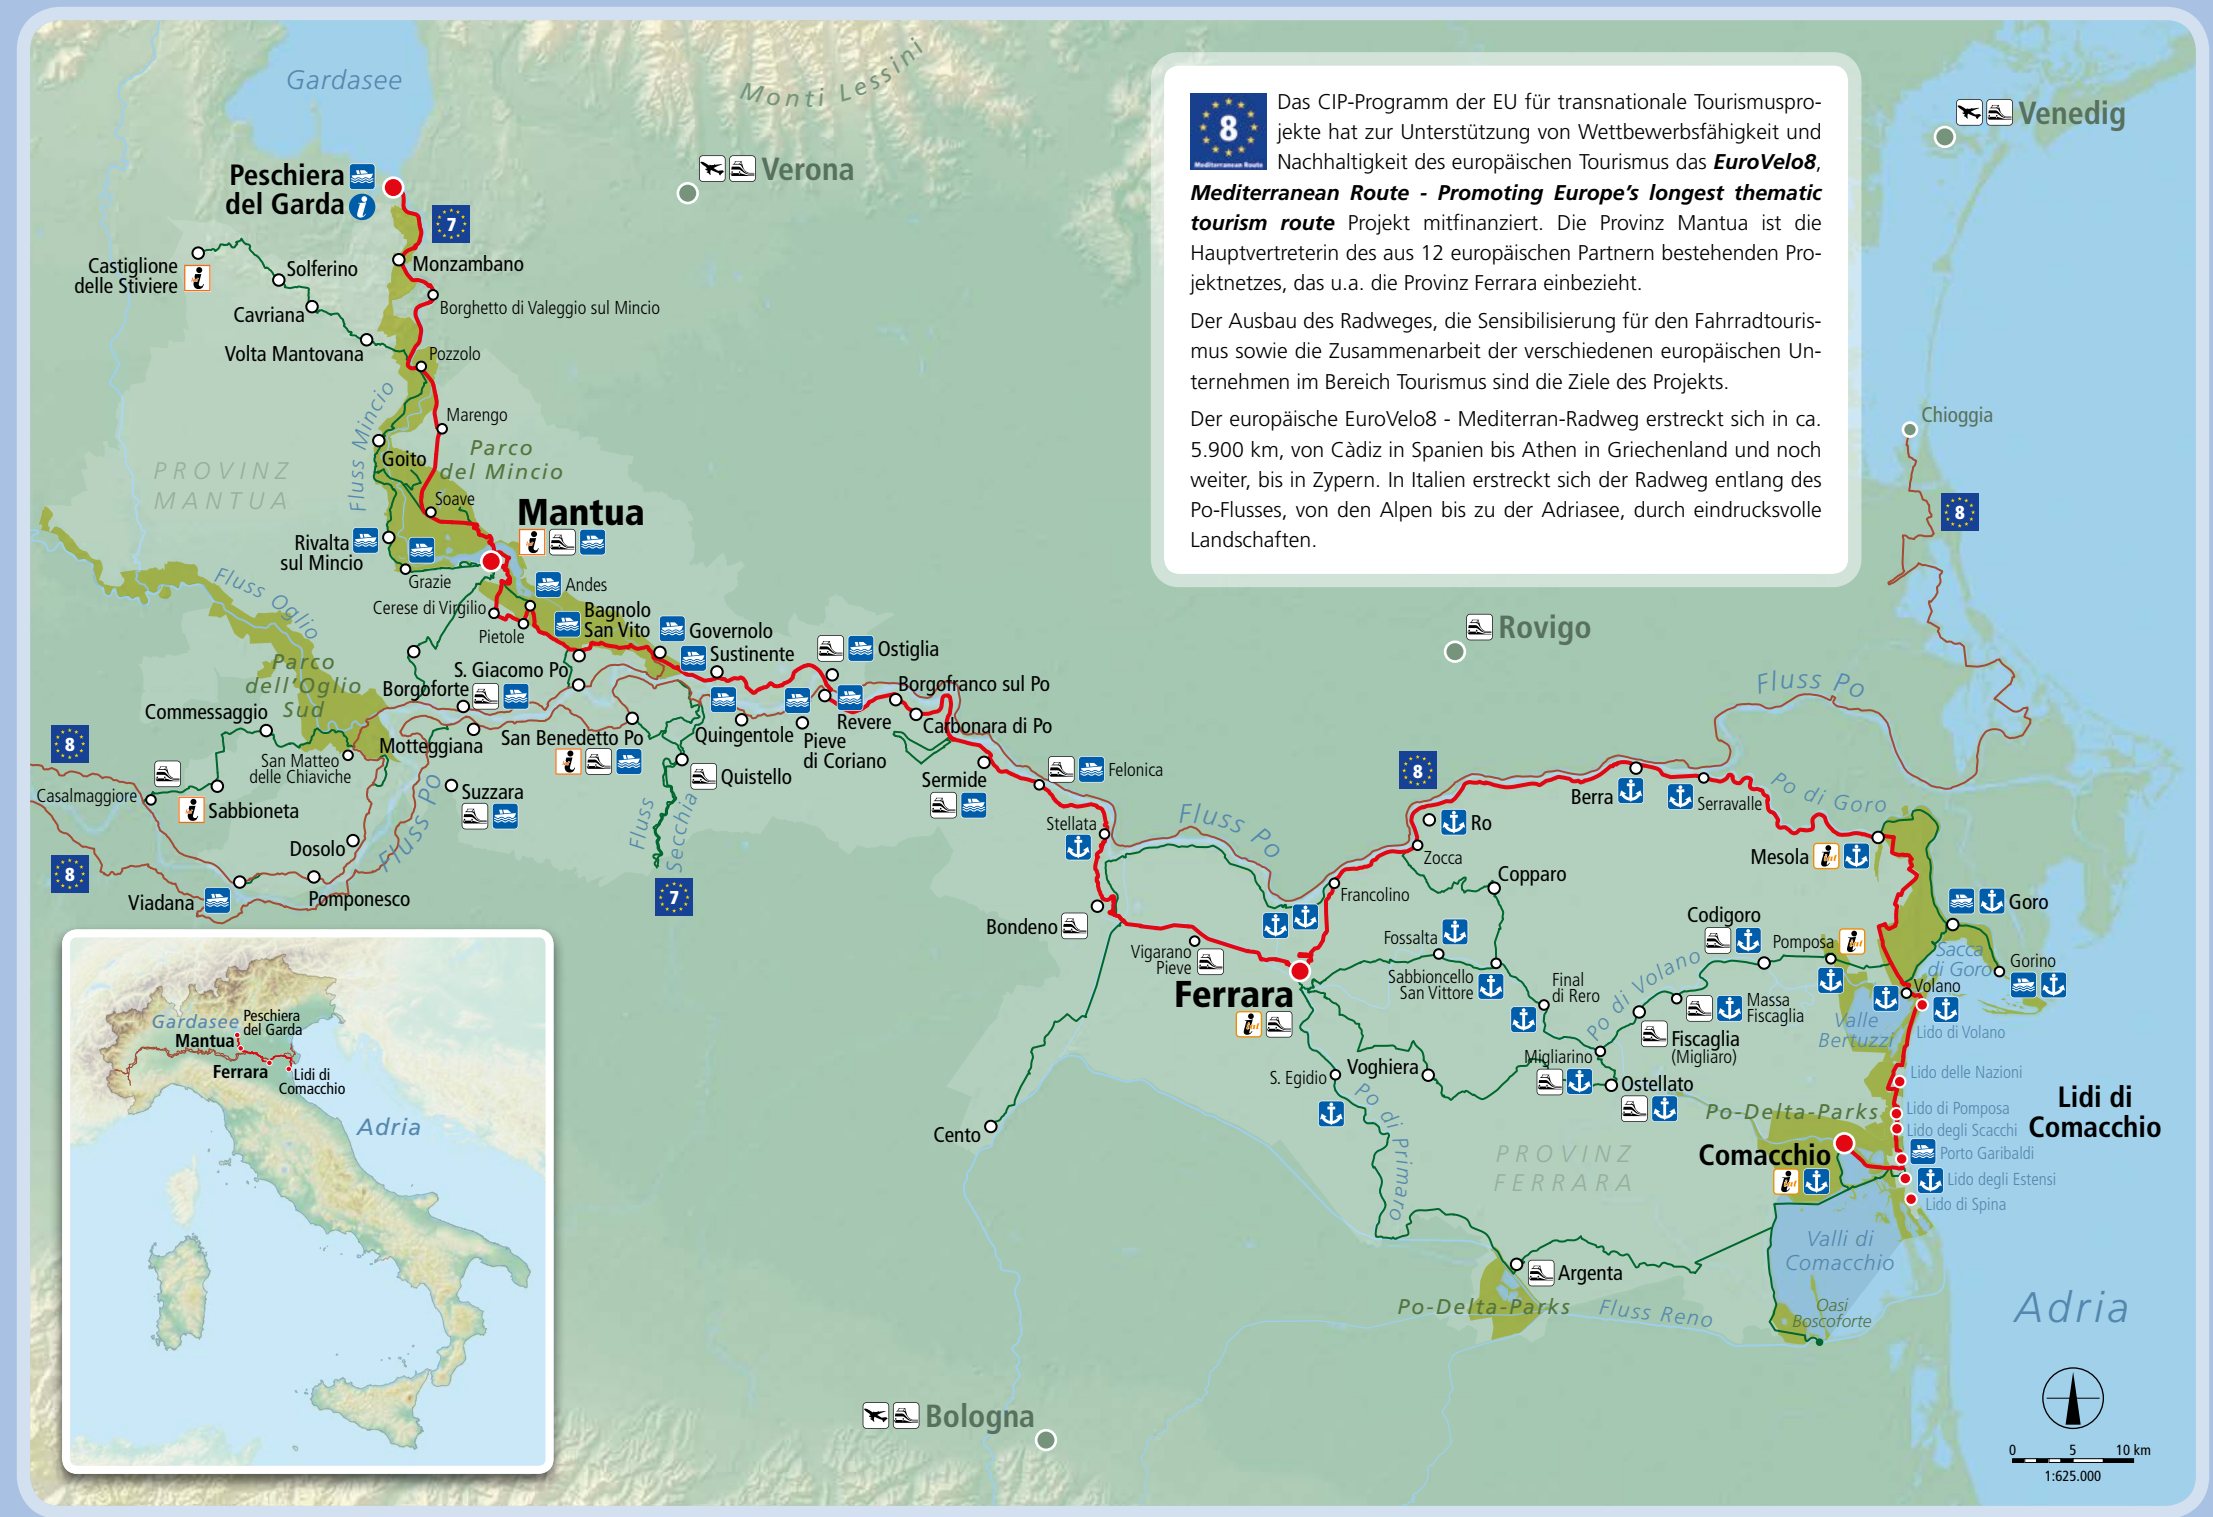 Gardasee
Monti Lessini
Peschiera
del Garda
i
7
Verona
Venedig
8
Mediterranean Route
Das CIP-Programm der EU für transnationale Tourismuspro-
jekte hat zur Unterstützung von Wettbewerbsfähigkeit und
Nachhaltigkeit des europäischen Tourismus das EuroVelo8,
Mediterranean Route - Promoting Europe's longest thematic
tourism route Projekt mitfinanziert. Die Provinz Mantua ist die
Hauptvertreterin des aus 12 europäischen Partnern bestehenden Pro-
jektnetzes, das u.a. die Provinz Ferrara einbezieht.
Der Ausbau des Radweges, die Sensibilisierung für den Fahrradtouris-
mus sowie die Zusammenarbeit der verschiedenen europäischen Un-
ternehmen im Bereich Tourismus sind die Ziele des Projekts.
Der europäische EuroVelo8 - Mediterran-Radweg erstreckt sich in ca.
5.900 km, von Càdiz in Spanien bis Athen in Griechenland und noch
weiter, bis in Zypern. In Italien erstreckt sich der Radweg entlang des
Po-Flusses, von den Alpen bis zu der Adriasee, durch eindrucksvolle
Landschaften.
Castiglione
delle Stiviere
Solferino
Monzambano
Cavriana
Borghetto di Valeggio sul Mincio
Volta Mantovana
Pozzolo
Fluss Mincio
Marengo
Goito
Parco
del Mincio
PROVINZ
MANTUA
Soave
Mantua
Rivalta
sul Mincio
Grazie
Andes
Cerese di Virgilio
Pietole
Bagnolo
San Vito
Governolo
Sustinente
Ostiglia
Chioggia
8
Rovigo
Fluss Po
Fluss Oglio
Parco
dell'Oglio
Sud
S. Giacomo Po
Borgoforte
Borgofranco sul Po
Revere
Carbonara di Po
Commessaggio
Motteggiana
San Benedetto Po
Quingentole
Pieve
di Coriano
8
San Matteo
delle Chiaviche
Quistello
Sermide
Felonica
Casalmaggiore
Sabbioneta
Suzzara
Fluss Po
Fluss
Secchia
Dosolo
8
Viadana
Pomponesco
7
Stellata
Fluss Po
8
Berra
Serravalle
Po di Goro
Ro
Zocca
Mesola
Francolino
Copparo
Bondeno
Vigarano
Pieve
Ferrara
Fossalta
Sabbioncello
San Vittore
Codigoro
Pomposa
Goro
Sacca
di Goro
Gorino
Volano
Final
di Rero
Po di Volano
Massa
Fiscaglia
Fiscaglia
(Migliaro)
Valle
Bertuzzi
Lido di Volano
Migliarino
Ostellato
Voghiera
S. Egidio
Po di Primaro
Lido delle Nazioni
Lido di Pomposa
Lido degli Scacchi
Porto Garibaldi
Lido degli Estensi
Lido di Spina
Lidi di
Comacchio
Po-Delta-Parks
Comacchio
Cento
PROVINZ
FERRARA
Valli di
Comacchio
Argenta
Po-Delta-Parks
Fluss Reno
Oasi
Boscoforte
Adria
Bologna
Gardasee
Peschiera
del Garda
Mantua
Ferrara
Lidi di
Comacchio
Adria
0 5 10 km
1:625.000